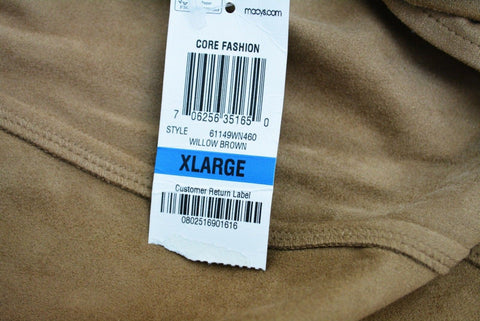 macys.com
CORE FASHION
7 06256 35165 0
STYLE 61149WN460
WILLOW BROWN
XLARGE
Customer Return Label
0802516901616